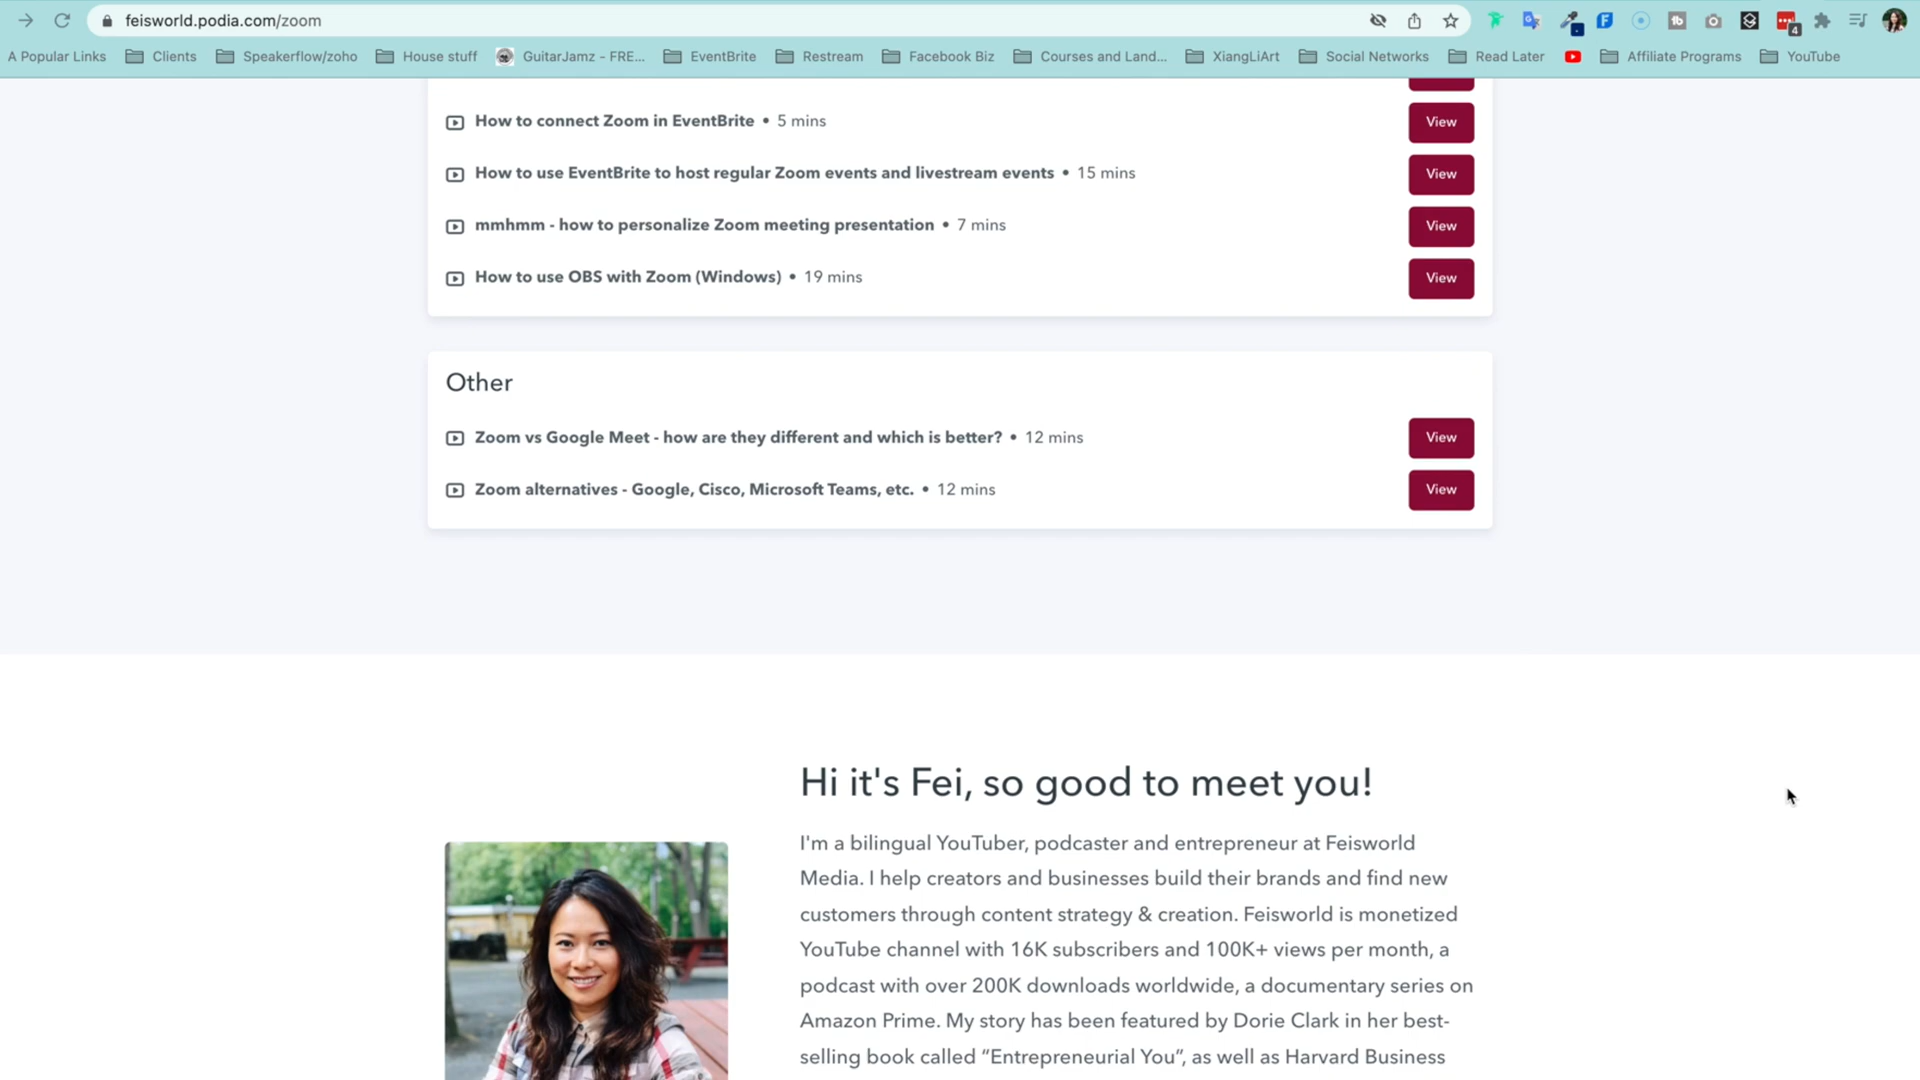 feisworld.podia.com/zoom
4
A Popular Links Clients Speakerflow/zoho House stuff GuitarJamz - FRE... EventBrite Restream Facebook Biz Courses and Land... XiangLiArt Social Networks Read Later Affiliate Programs YouTube
How to connect Zoom in EventBrite • 5 mins View
How to use EventBrite to host regular Zoom events and livestream events • 15 mins View
mmhmm - how to personalize Zoom meeting presentation • 7 mins View
How to use OBS with Zoom (Windows) • 19 mins View
Other
Zoom vs Google Meet - how are they different and which is better? • 12 mins View
Zoom alternatives - Google, Cisco, Microsoft Teams, etc. • 12 mins View
Hi it's Fei, so good to meet you!
I'm a bilingual YouTuber, podcaster and entrepreneur at Feisworld
Media. I help creators and businesses build their brands and find new
customers through content strategy & creation. Feisworld is monetized
YouTube channel with 16K subscribers and 100K+ views per month, a
podcast with over 200K downloads worldwide, a documentary series on
Amazon Prime. My story has been featured by Dorie Clark in her best-
selling book called “Entrepreneurial You”, as well as Harvard Business